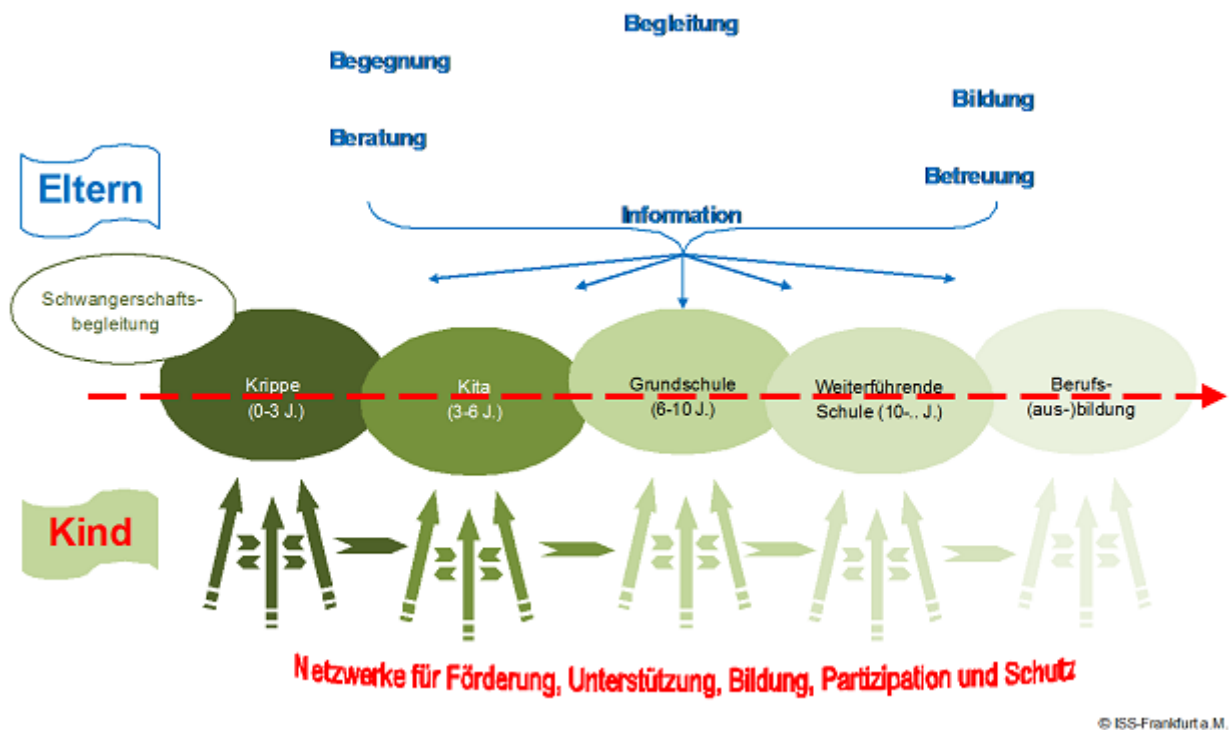 Begleitung
Begegnung
Bildung
Beratung
Betreuung
Eltern
Information
Schwangerschafts-
begleitung
Krippe
(0-3 J.)
Kita
(3-6 J.)
Grundschule
(6-10 J.)
Weiterführende
Schule (10-.. J.)
Berufs-
(aus-)bildung
Kind
Netzwerke für Förderung, Unterstützung, Bildung, Partizipation und Schutz
© ISS-Frankfurt a.M.